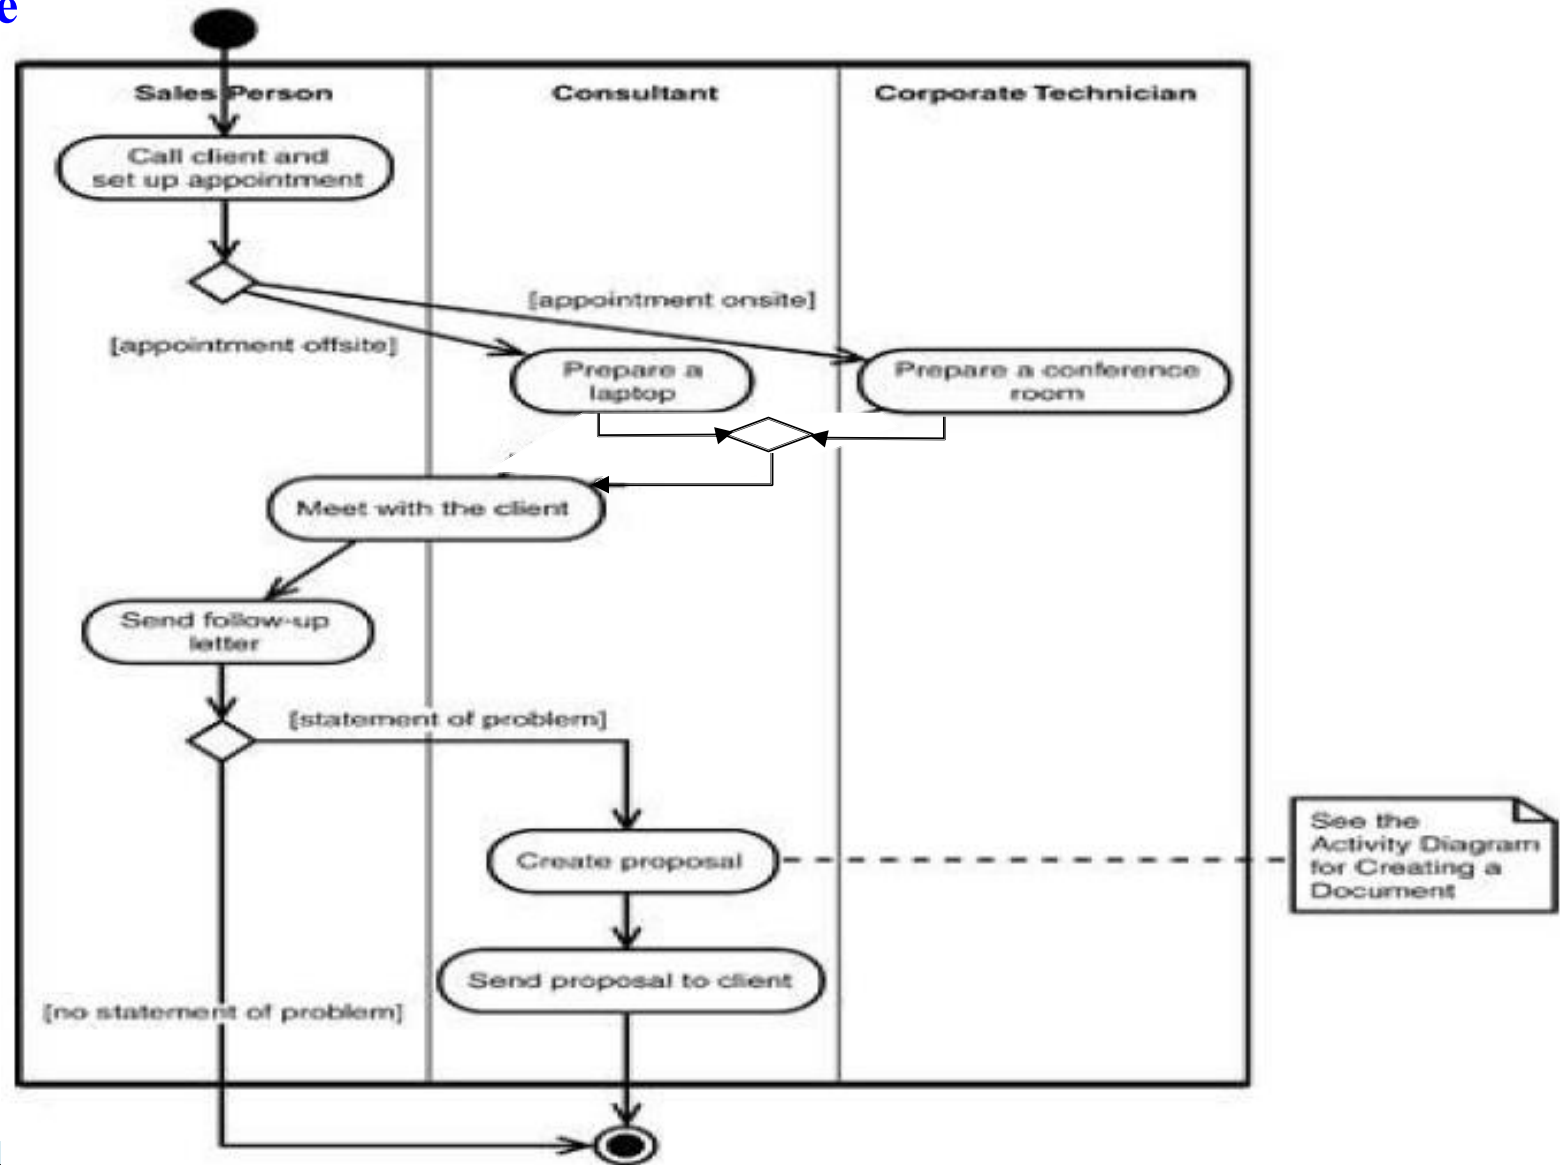 e
Sales Person
Consultant
Corporate Technician
Call client and
set up appointment
[appointment onsite]
[appointment offsite]
Prepare a
laptop
Prepare a conference
room
Meet with the client
Send follow-up
letter
[statement of problem]
Create proposal
See the
Activity Diagram
for Creating a
Document
Send proposal to client
[no statement of problem]